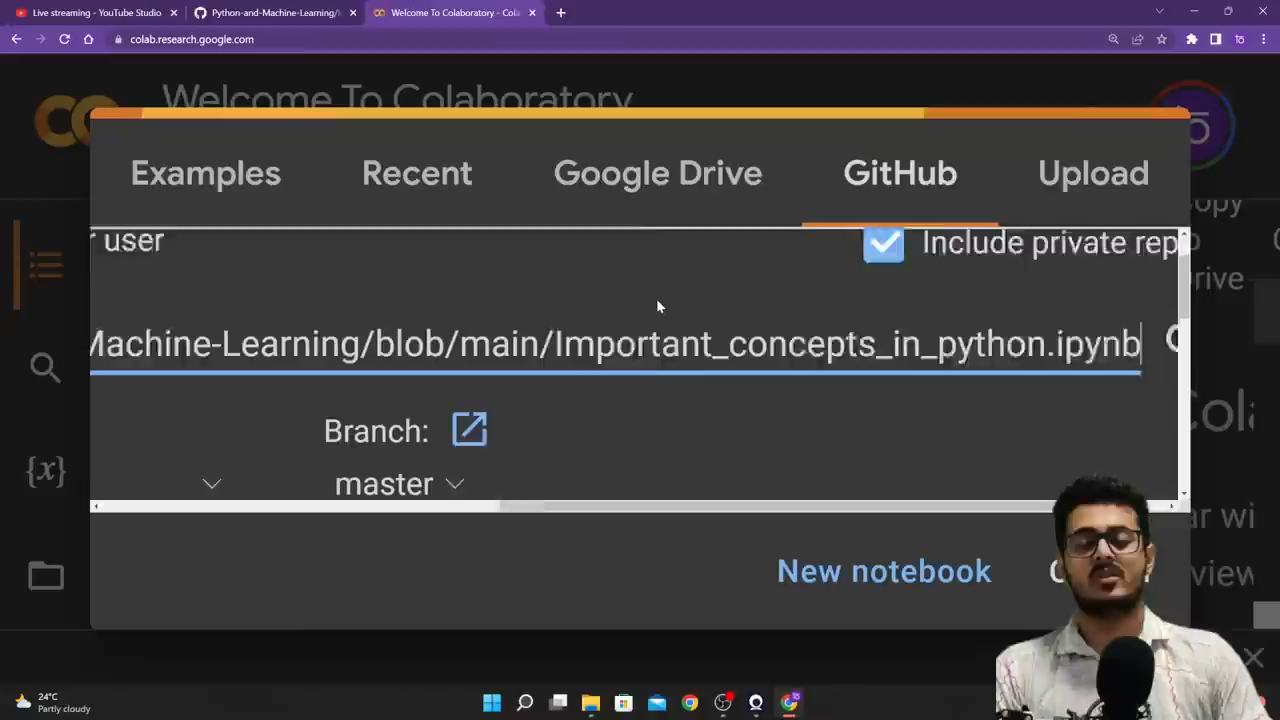 Live streaming - YouTube Studio
Python-and-Machine-Learning/
Welcome To Colaboratory - Cola
colab.research.google.com
Welcome To Colaboratory
Examples
Recent
Google Drive
GitHub
Upload
user
Include private rep
Machine-Learning/blob/main/Important_concepts_in_python.ipynb
Branch:
master
New notebook
{x}
24°C
Partly cloudy